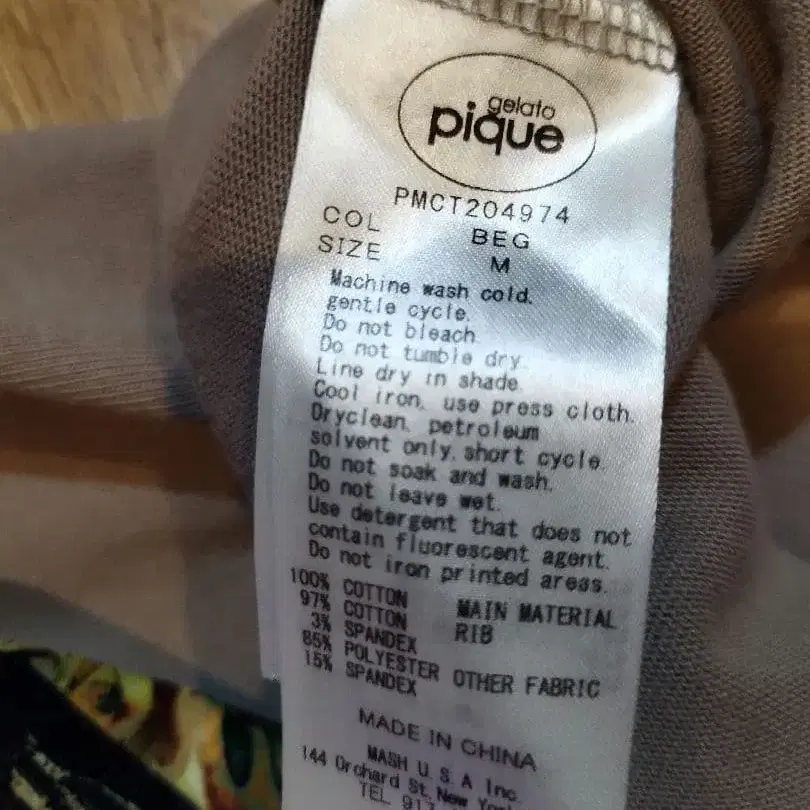 gelato
pique
PMCT204974
COL BEG
SIZE M
Machine wash cold.
gentle cycle.
Do not bleach.
Do not tumble dry.
Line dry in shade.
Cool iron, use press cloth.
Dryclean, petroleum
solvent only, short cycle.
Do not soak and wash.
Do not leave wet.
Use detergent that does not
contain fluorescent agent.
Do not iron printed areas.
100% COTTON MAIN MATERIAL
97% COTTON RIB
3% SPANDEX
85% POLYESTER OTHER FABRIC
15% SPANDEX
MADE IN CHINA
MASH U.S.A Inc.
144 Orchard St, New
TEL 917